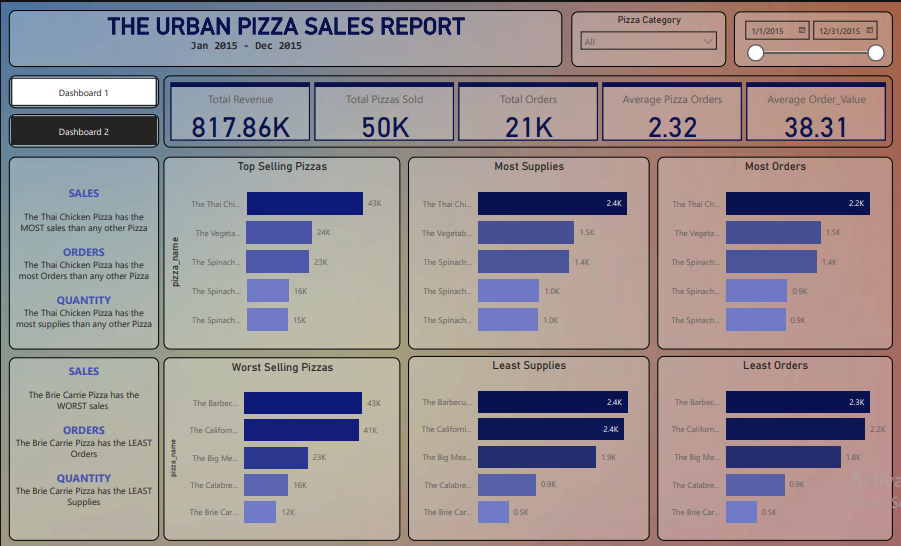 THE URBAN PIZZA SALES REPORT
Jan 2015 - Dec 2015
Pizza Category
All
1/1/2015
12/31/2015
Dashboard 1
Dashboard 2
Total Revenue
817.86K
Total Pizzas Sold
50K
Total Orders
21K
Average Pizza Orders
2.32
Average Order_Value
38.31
SALES
The Thai Chicken Pizza has the
MOST sales than any other Pizza
ORDERS
The Thai Chicken Pizza has the
most Orders than any other Pizza
QUANTITY
The Thai Chicken Pizza has the
most supplies than any other Pizza
Top Selling Pizzas
pizza_name
The Thai Chi... 43K
The Vegeta... 24K
The Spinach... 23K
The Spinach... 16K
The Spinach... 15K
Most Supplies
The Thai Chi... 2.4K
The Vegetab... 1.5K
The Spinach... 1.4K
The Spinach... 1.0K
The Spinach... 1.0K
Most Orders
The Thai Ch... 2.2K
The Vegeta... 1.5K
The Spinach... 1.4K
The Spinach... 0.9K
The Spinach... 0.9K
SALES
The Brie Carrie Pizza has the
WORST sales
ORDERS
The Brie Carrie Pizza has the LEAST
Orders
QUANTITY
The Brie Carrie Pizza has the LEAST
Supplies
Worst Selling Pizzas
pizza_name
The Barbec... 43K
The Californ... 41K
The Big Me... 23K
The Calabre... 16K
The Brie Car... 12K
Least Supplies
The Barbecu... 2.4K
The Californi... 2.4K
The Big Mea... 1.9K
The Calabre... 0.9K
The Brie Car... 0.5K
Least Orders
The Barbec... 2.3K
The Californ... 2.2K
The Big Me... 1.8K
The Calabre... 0.9K
The Brie Car... 0.5K